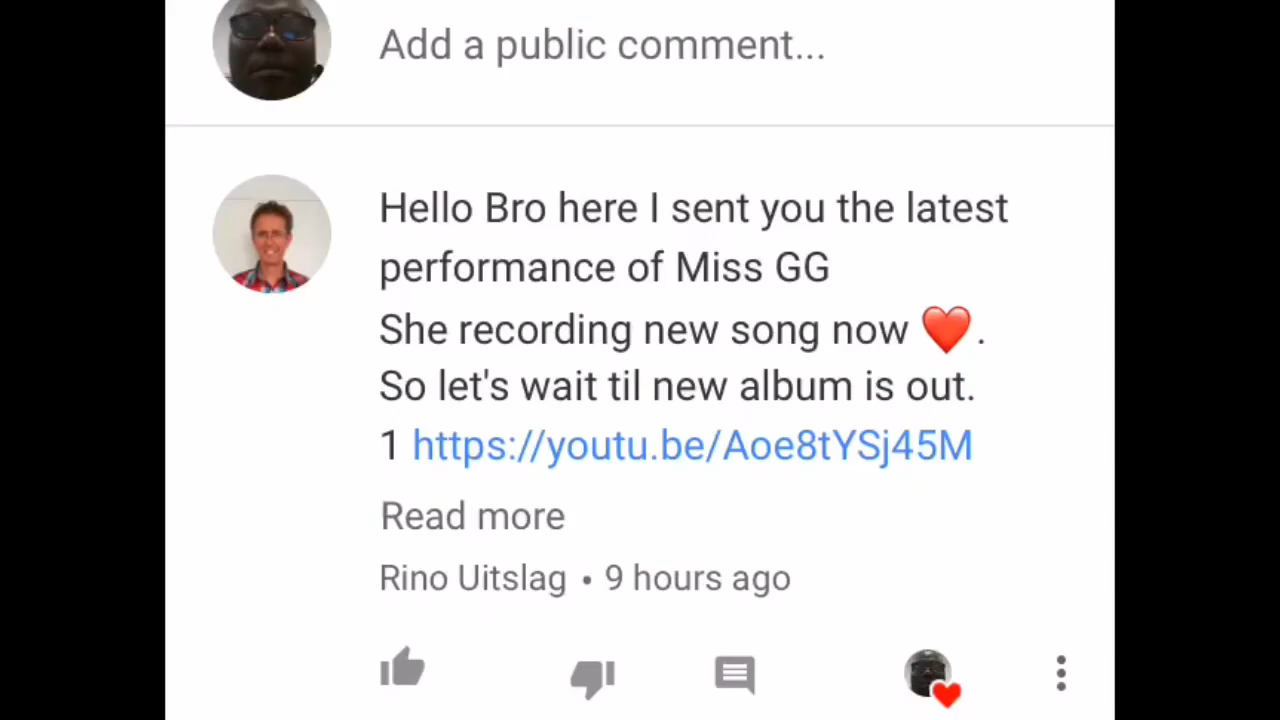 Add a public comment...
Hello Bro here I sent you the latest
performance of Miss GG
She recording new song now ❤️.
So let's wait til new album is out.
1 https://youtu.be/Aoe8tYSj45M
Read more
Rino Uitslag • 9 hours ago